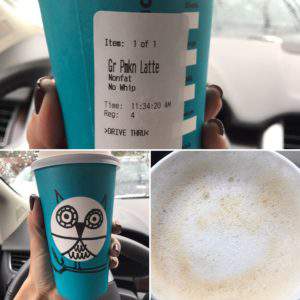 Item: 1 of 1
Gr Pmkn Latte
Nonfat
No Whip
Time: 11:34:20 AM
Reg: 4
>DRIVE THRU<